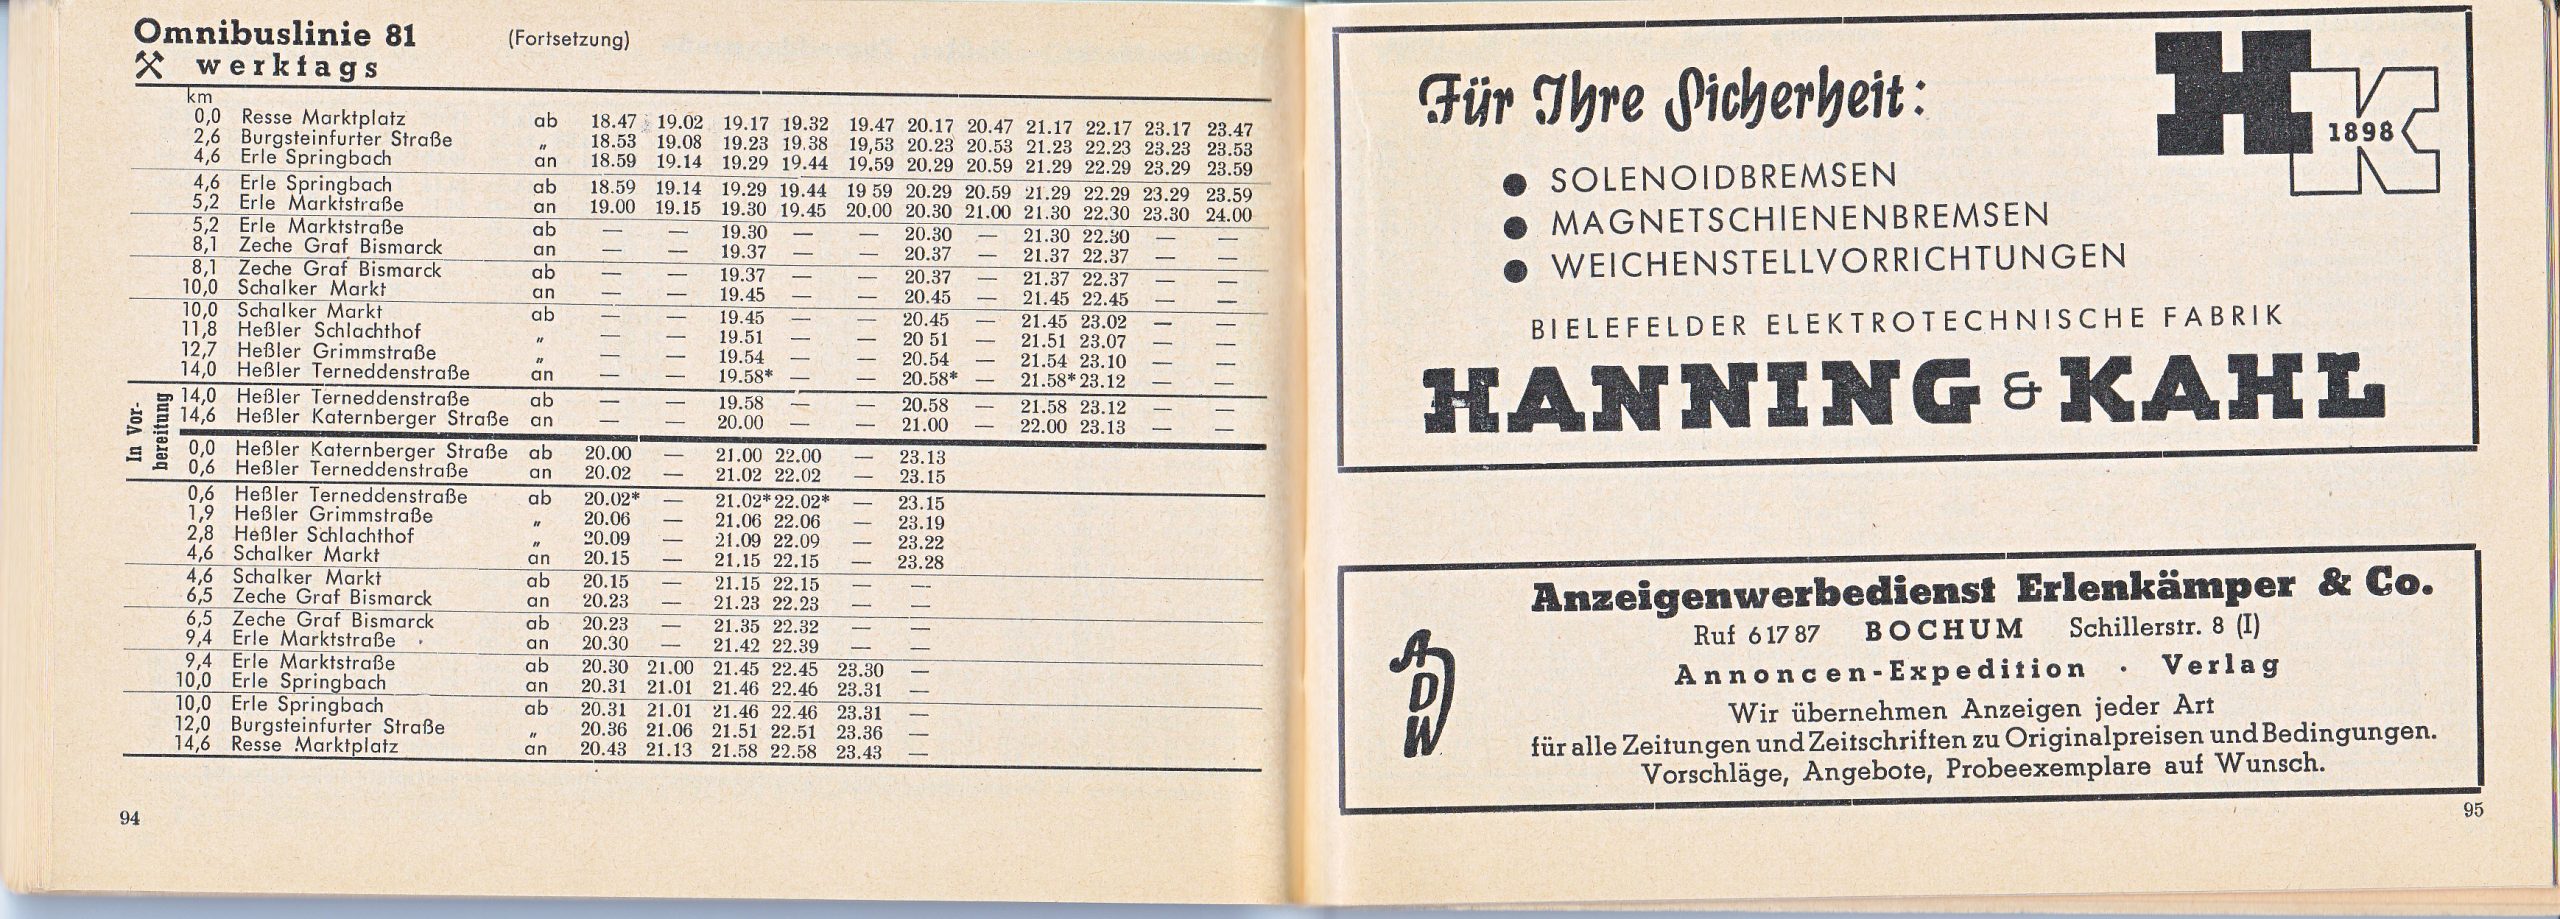 Omnibuslinie 81 (Fortsetzung)
⚒ werktags
km
0,0 Resse Marktplatz ab 18.47 19.02 19.17 19.32 19.47 20.17 20.47 21.17 22.17 23.17 23.47
2,6 Burgsteinfurter Straße „ 18.53 19.08 19.23 19.38 19,53 20.23 20.53 21.23 22.23 23.23 23.53
4,6 Erle Springbach an 18.59 19.14 19.29 19.44 19.59 20.29 20.59 21.29 22.29 23.29 23.59
4,6 Erle Springbach ab 18.59 19.14 19.29 19.44 19 59 20.29 20.59 21.29 22.29 23.29 23.59
5,2 Erle Marktstraße an 19.00 19.15 19.30 19.45 20.00 20.30 21.00 21.30 22.30 23.30 24.00
5,2 Erle Marktstraße ab — — 19.30 — — 20.30 — 21.30 22.30 — —
8,1 Zeche Graf Bismarck an — — 19.37 — — 20.37 — 21.37 22.37 — —
8,1 Zeche Graf Bismarck ab — — 19.37 — — 20.37 — 21.37 22.37 — —
10,0 Schalker Markt an — — 19.45 — — 20.45 — 21.45 22.45 — —
10,0 Schalker Markt ab — — 19.45 — — 20.45 — 21.45 23.02 — —
11,8 Heßler Schlachthof „ — — 19.51 — — 20 51 — 21.51 23.07 — —
12,7 Heßler Grimmstraße „ — — 19.54 — — 20.54 — 21.54 23.10 — —
14,0 Heßler Terneddenstraße an — — 19.58* — — 20.58* — 21.58* 23.12 — —
In Vor-
bereitung
14,0 Heßler Terneddenstraße ab — — 19.58 — — 20.58 — 21.58 23.12 — —
14,6 Heßler Katernberger Straße an — — 20.00 — — 21.00 — 22.00 23.13 — —
0,0 Heßler Katernberger Straße ab 20.00 — 21.00 22.00 — 23.13
0,6 Heßler Terneddenstraße an 20.02 — 21.02 22.02 — 23.15
0,6 Heßler Terneddenstraße ab 20.02* — 21.02* 22.02* — 23.15
1,9 Heßler Grimmstraße „ 20.06 — 21.06 22.06 — 23.19
2,8 Heßler Schlachthof „ 20.09 — 21.09 22.09 — 23.22
4,6 Schalker Markt an 20.15 — 21.15 22.15 — 23.28
4,6 Schalker Markt ab 20.15 — 21.15 22.15 — —
6,5 Zeche Graf Bismarck an 20.23 — 21.23 22.23 — —
6,5 Zeche Graf Bismarck ab 20.23 — 21.35 22.32 — —
9,4 Erle Marktstraße an 20.30 — 21.42 22.39 — —
9,4 Erle Marktstraße ab 20.30 21.00 21.45 22.45 23.30 —
10,0 Erle Springbach an 20.31 21.01 21.46 22.46 23.31 —
10,0 Erle Springbach ab 20.31 21.01 21.46 22.46 23.31 —
12,0 Burgsteinfurter Straße „ 20.36 21.06 21.51 22.51 23.36 —
14,6 Resse Marktplatz an 20.43 21.13 21.58 22.58 23.43 —
94
Für Ihre Sicherheit:
HK 1898
● SOLENOIDBREMSEN
● MAGNETSCHIENENBREMSEN
● WEICHENSTELLVORRICHTUNGEN
BIELEFELDER ELEKTROTECHNISCHE FABRIK
HANNING & KAHL
ADW
Anzeigenwerbedienst Erlenkämper & Co.
Ruf 6 17 87 BOCHUM Schillerstr. 8 (I)
Annoncen-Expedition · Verlag
Wir übernehmen Anzeigen jeder Art
für alle Zeitungen und Zeitschriften zu Originalpreisen und Bedingungen.
Vorschläge, Angebote, Probeexemplare auf Wunsch.
95